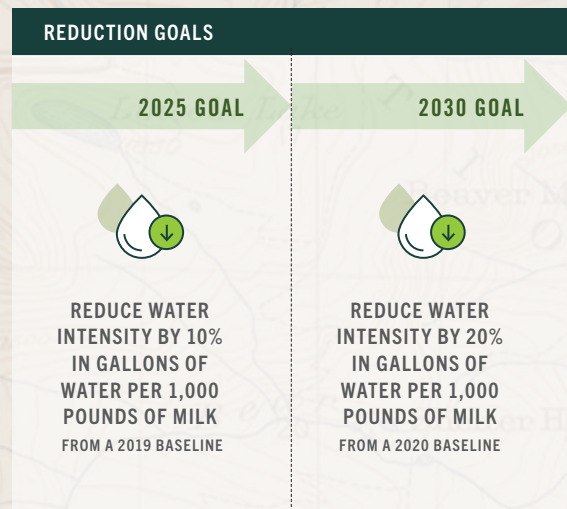 REDUCTION GOALS
2025 GOAL
2030 GOAL
REDUCE WATER
INTENSITY BY 10%
IN GALLONS OF
WATER PER 1,000
POUNDS OF MILK
FROM A 2019 BASELINE
REDUCE WATER
INTENSITY BY 20%
IN GALLONS OF
WATER PER 1,000
POUNDS OF MILK
FROM A 2020 BASELINE